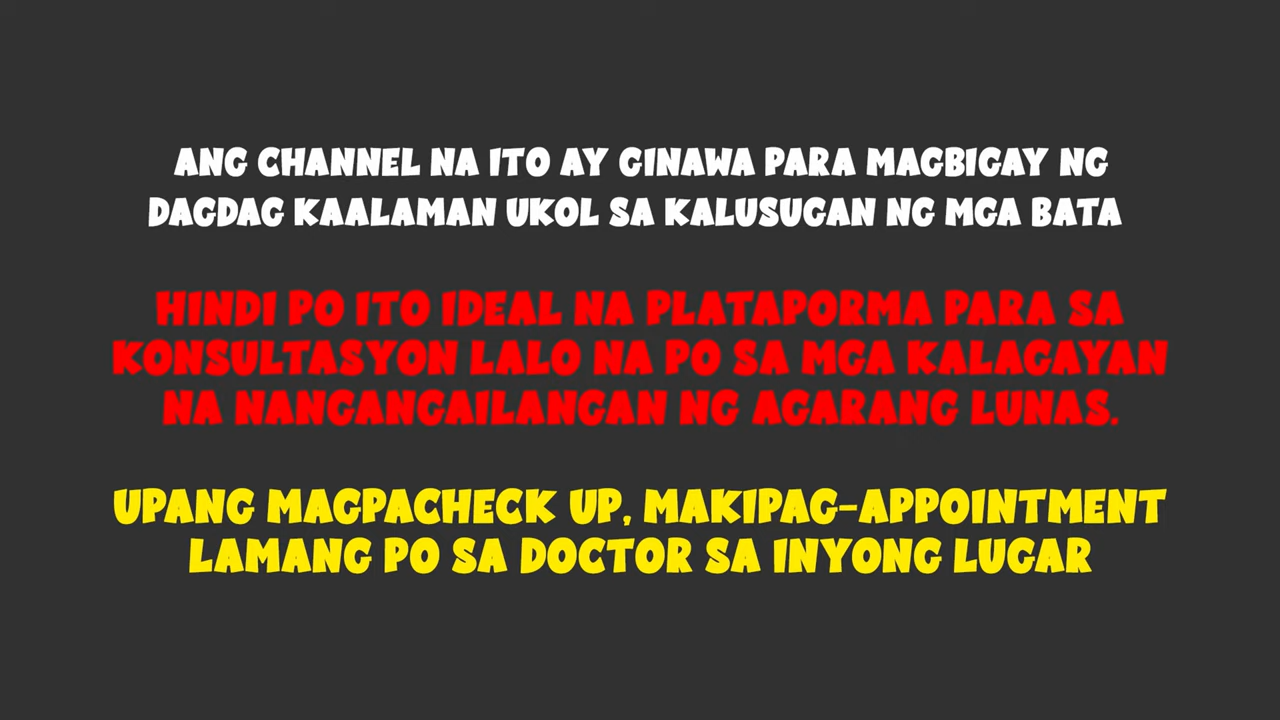 ANG CHANNEL NA ITO AY GINAWA PARA MAGBIGAY NG
DAGDAG KAALAMAN UKOL SA KALUSUGAN NG MGA BATA
HINDI PO ITO IDEAL NA PLATAPORMA PARA SA
KONSULTASYON LALO NA PO SA MGA KALAGAYAN
NA NANGANGAILANGAN NG AGARANG LUNAS.
UPANG MAGPACHECK UP, MAKIPAG-APPOINTMENT
LAMANG PO SA DOCTOR SA INYONG LUGAR